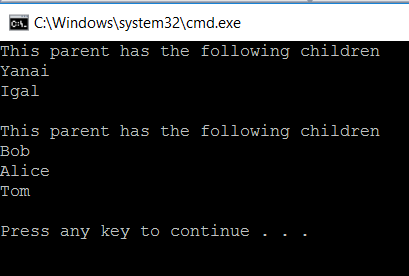 C:\Windows\system32\cmd.exe
This parent has the following children
Yanai
Igal
This parent has the following children
Bob
Alice
Tom
Press any key to continue . . .